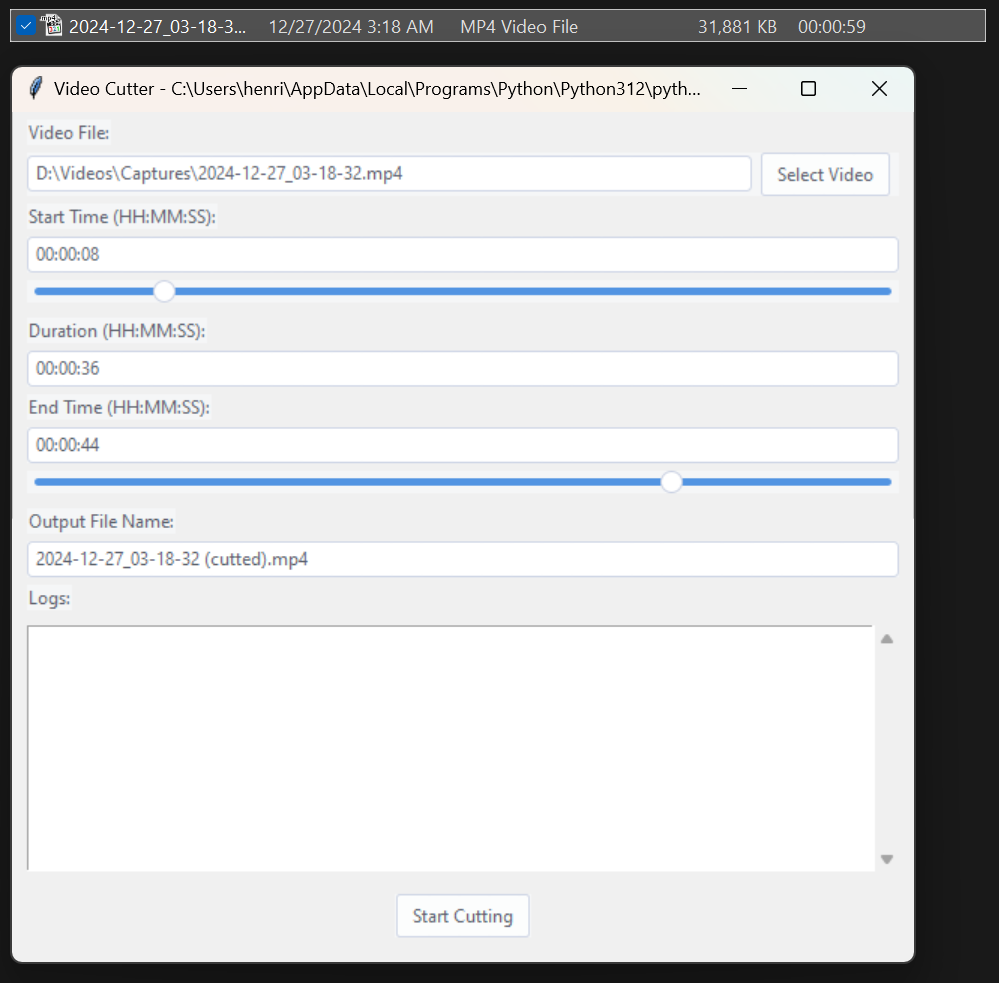 2024-12-27_03-18-3... 12/27/2024 3:18 AM MP4 Video File 31,881 KB 00:00:59
Video Cutter - C:\Users\henri\AppData\Local\Programs\Python\Python312\pyth...
Video File:
D:\Videos\Captures\2024-12-27_03-18-32.mp4 Select Video
Start Time (HH:MM:SS):
00:00:08
Duration (HH:MM:SS):
00:00:36
End Time (HH:MM:SS):
00:00:44
Output File Name:
2024-12-27_03-18-32 (cutted).mp4
Logs:
Start Cutting